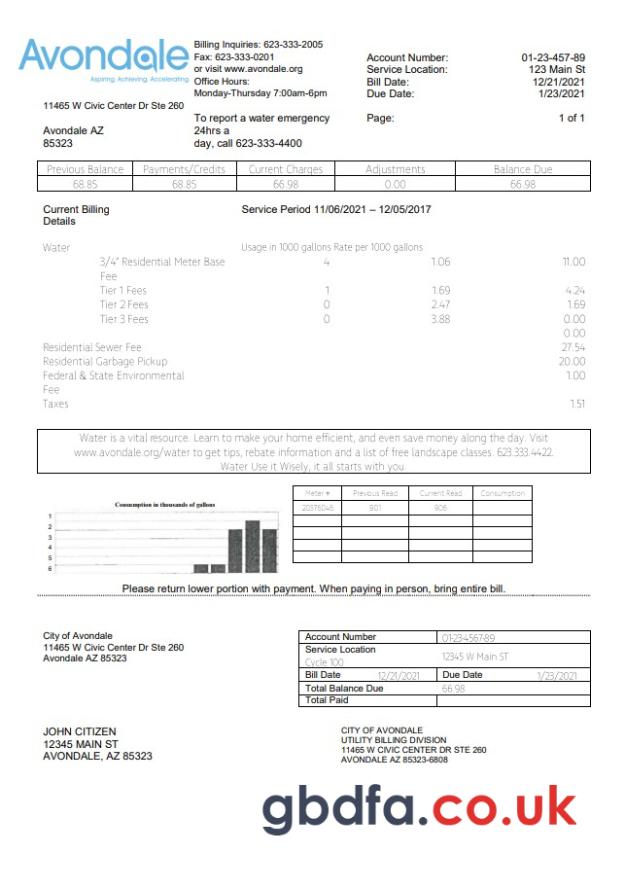 Avondale
Aspiring. Achieving. Accelerating.
Billing Inquiries: 623-333-2005
Fax: 623-333-0201
or visit www.avondale.org
Office Hours:
Monday-Thursday 7:00am-6pm
To report a water emergency
24hrs a
day, call 623-333-4400
11465 W Civic Center Dr Ste 260
Avondale AZ
85323
Account Number: 01-23-457-89
Service Location: 123 Main St
Bill Date: 12/21/2021
Due Date: 1/23/2021
Page: 1 of 1
Previous Balance Payments/Credits Current Charges Adjustments Balance Due
68.85 68.85 66.98 0.00 66.98
Current Billing
Details
Service Period 11/06/2021 – 12/05/2017
Water Usage in 1000 gallons Rate per 1000 gallons
3/4" Residential Meter Base 4 1.06 11.00
Fee
Tier 1 Fees 1 1.69 4.24
Tier 2 Fees 0 2.47 1.69
Tier 3 Fees 0 3.88 0.00
0.00
Residential Sewer Fee 27.54
Residential Garbage Pickup 20.00
Federal & State Environmental 1.00
Fee
Taxes 1.51
Water is a vital resource. Learn to make your home efficient, and even save money along the day. Visit
www.avondale.org/water to get tips, rebate information and a list of free landscape classes. 623.333.4422.
Water Use it Wisely, it all starts with you.
Consumption in thousands of gallons
1
2
3
4
5
6
Meter # Previous Read Current Read Consumption
20376046 901 906
Please return lower portion with payment. When paying in person, bring entire bill.
City of Avondale
11465 W Civic Center Dr Ste 260
Avondale AZ 85323
Account Number 01-23-4567-89
Service Location
Cycle 100
12345 W Main ST
Bill Date 12/21/2021 Due Date 1/23/2021
Total Balance Due 66.98
Total Paid
JOHN CITIZEN
12345 MAIN ST
AVONDALE, AZ 85323
CITY OF AVONDALE
UTILITY BILLING DIVISION
11465 W CIVIC CENTER DR STE 260
AVONDALE AZ 85323-6808
gbdfa.co.uk